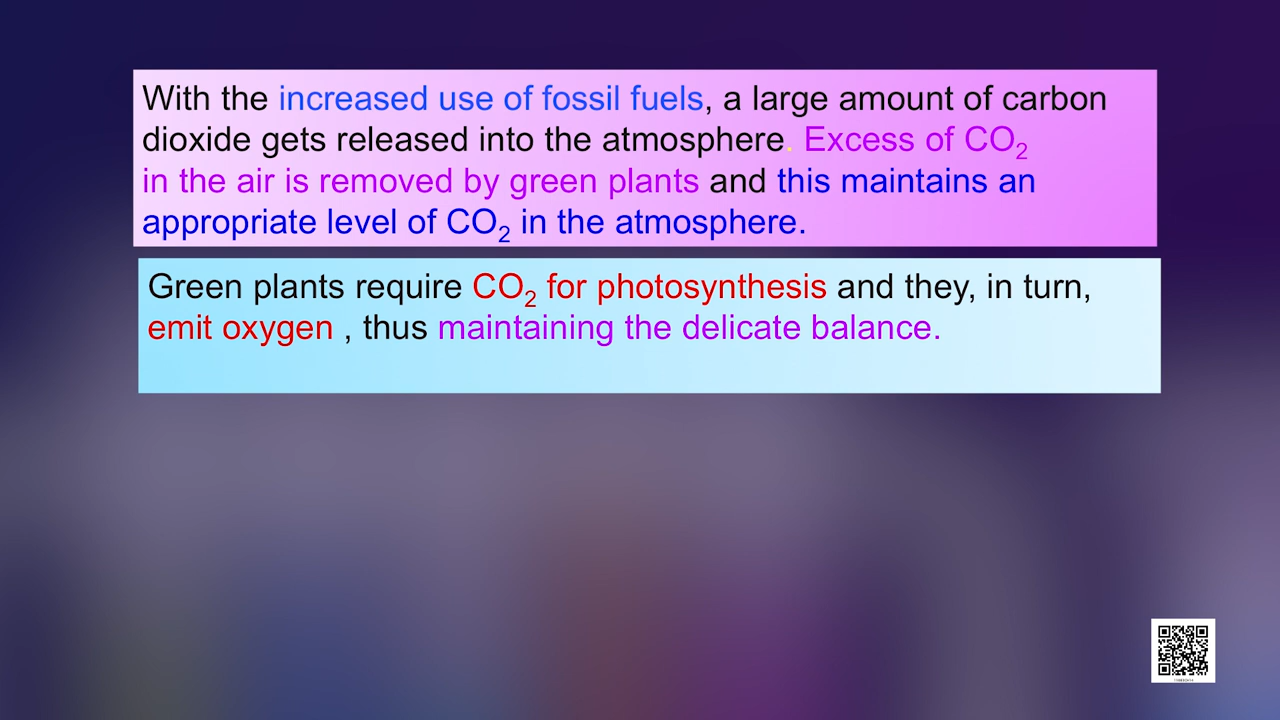 With the increased use of fossil fuels, a large amount of carbon
dioxide gets released into the atmosphere. Excess of CO₂
in the air is removed by green plants and this maintains an
appropriate level of CO₂ in the atmosphere.
Green plants require CO₂ for photosynthesis and they, in turn,
emit oxygen , thus maintaining the delicate balance.